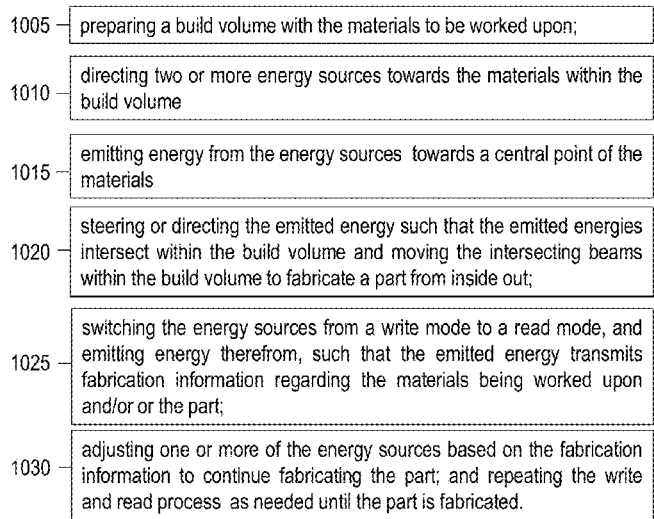 1005 preparing a build volume with the materials to be worked upon;
directing two or more energy sources towards the materials within the
1010 build volume
emitting energy from the energy sources towards a central point of the
1015 materials
steering or directing the emitted energy such that the emitted energies
1020 intersect within the build volume and moving the intersecting beams
within the build volume to fabricate a part from inside out;
switching the energy sources from a write mode to a read mode, and
emitting energy therefrom, such that the emitted energy transmits
1025 fabrication information regarding the materials being worked upon
and/or or the part;
adjusting one or more of the energy sources based on the fabrication
1030 information to continue fabricating the part; and repeating the write
and read process as needed until the part is fabricated.